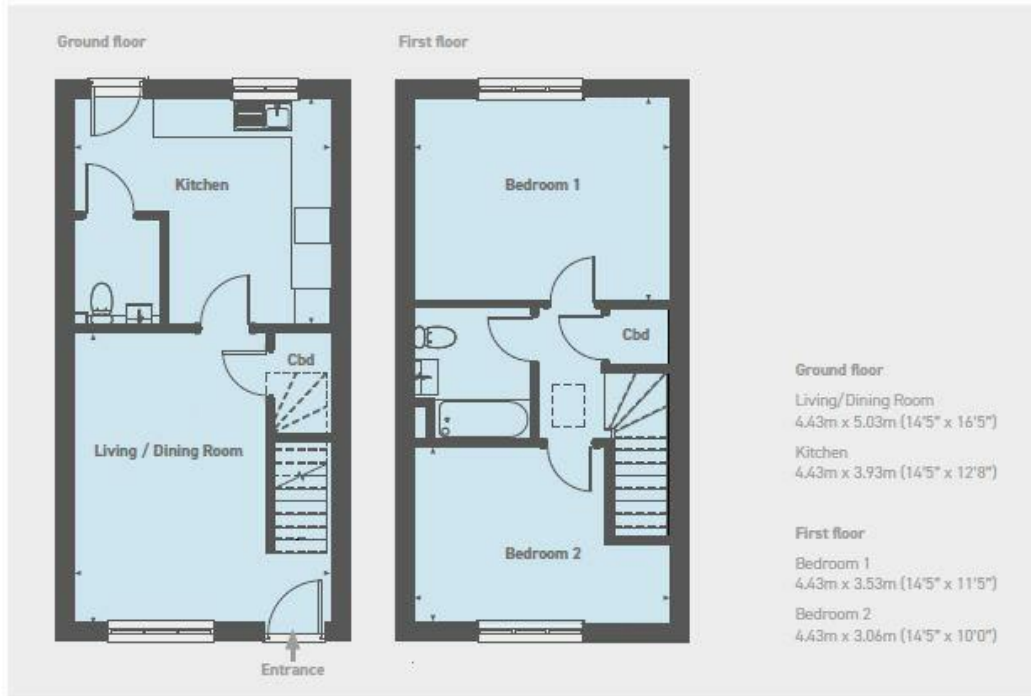 Ground floor
First floor
Kitchen
Bedroom 1
Cbd
Cbd
Living / Dining Room
Bedroom 2
Entrance
Ground floor
Living/Dining Room
4.43m x 5.03m (14'5" x 16'5")
Kitchen
4.43m x 3.93m (14'5" x 12'8")
First floor
Bedroom 1
4.43m x 3.53m (14'5" x 11'5")
Bedroom 2
4.43m x 3.06m (14'5" x 10'0")